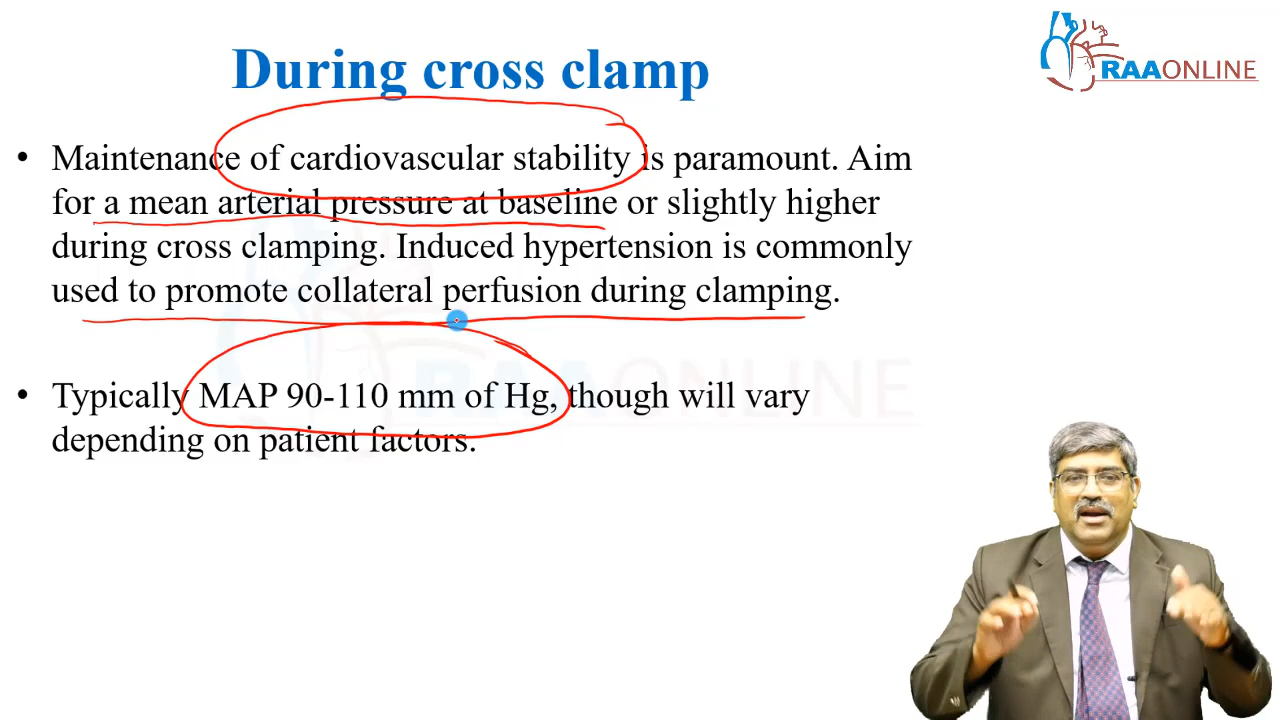 During cross clamp
RAAONLINE
• Maintenance of cardiovascular stability is paramount. Aim
for a mean arterial pressure at baseline or slightly higher
during cross clamping. Induced hypertension is commonly
used to promote collateral perfusion during clamping.
RAAONLINE
• Typically MAP 90-110 mm of Hg, though will vary
depending on patient factors.